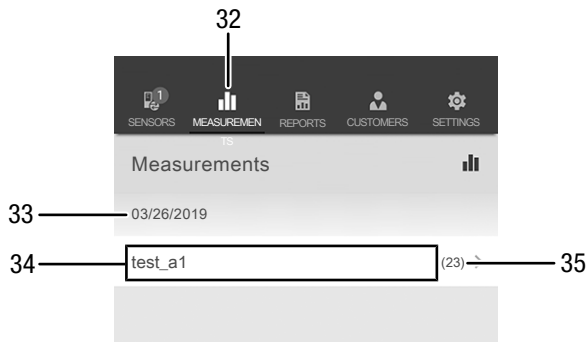 32
1
SENSORS MEASUREMEN REPORTS CUSTOMERS SETTINGS
TS
Measurements
33 03/26/2019
34 test_a1 (23) 35